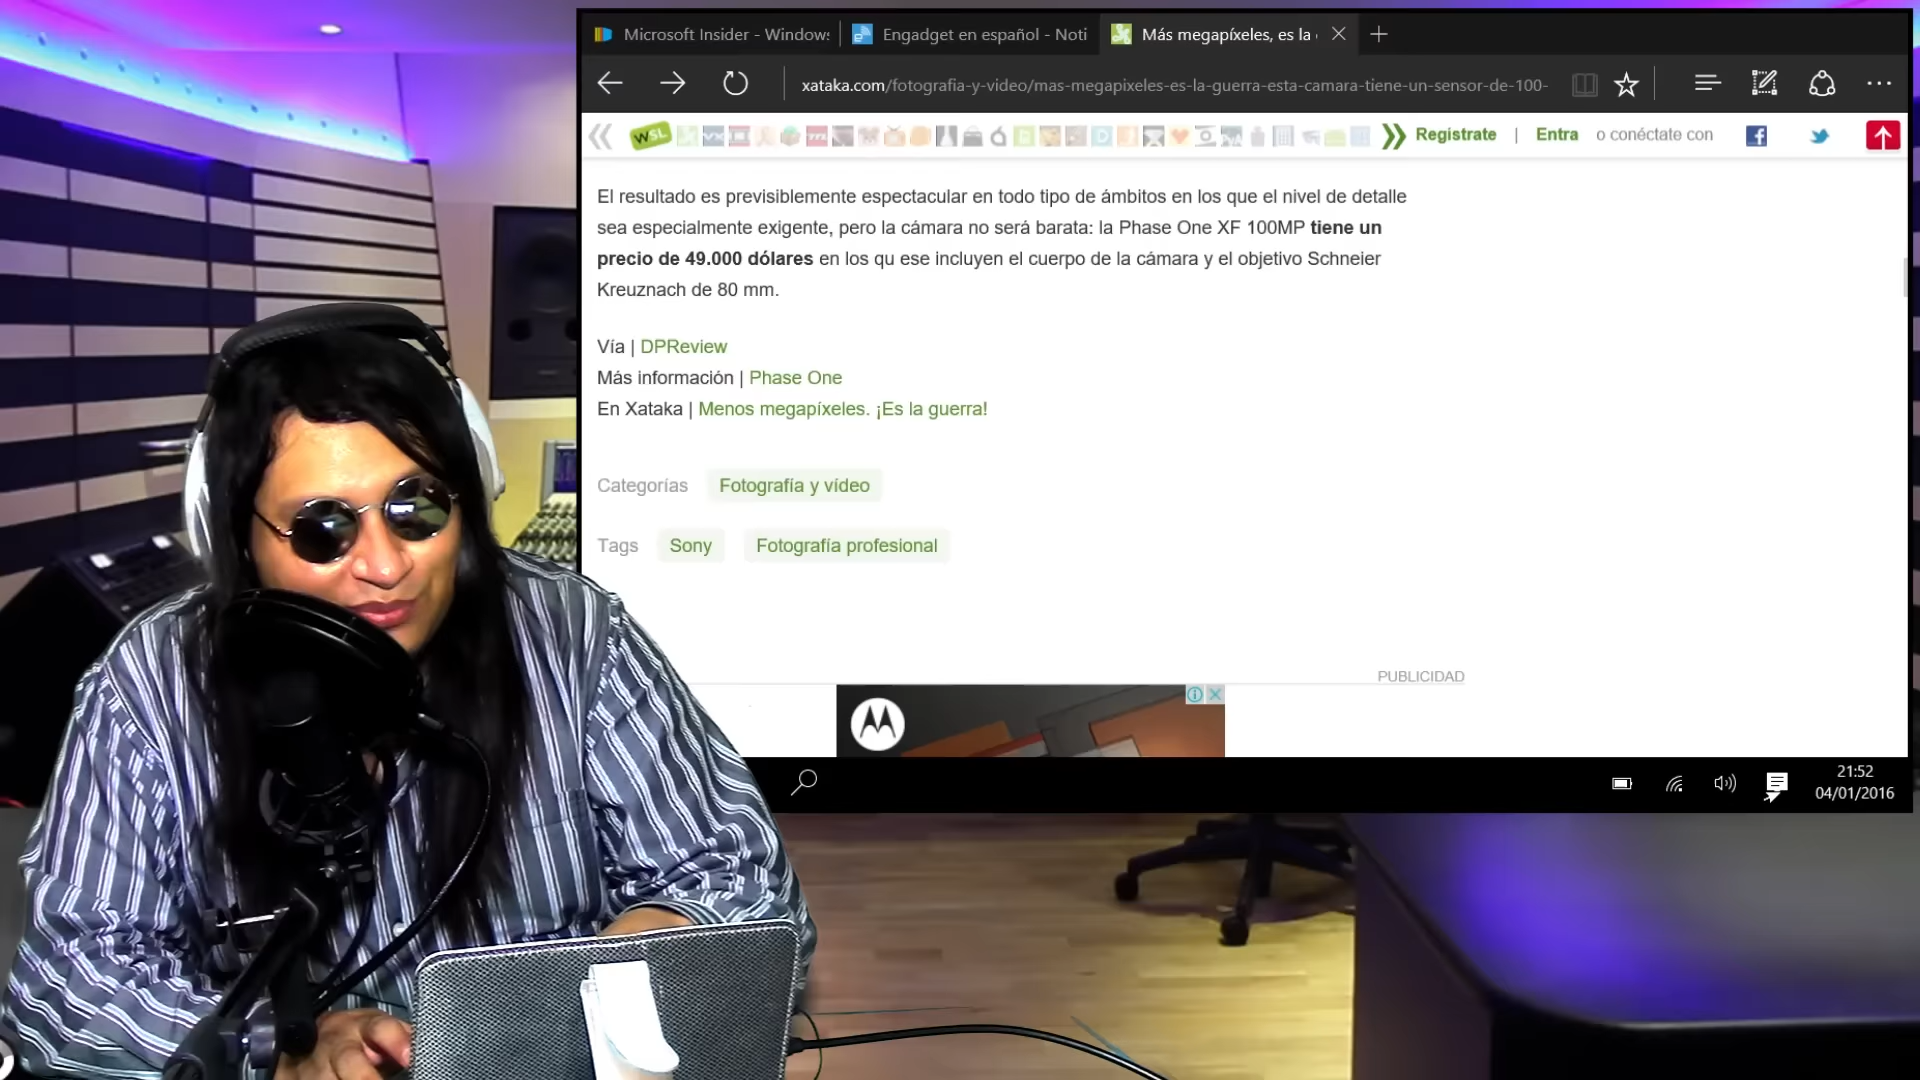 Microsoft Insider - Windows
Engadget en español - Noti
Más megapíxeles, es la
xataka.com/fotografia-y-video/mas-megapixeles-es-la-guerra-esta-camara-tiene-un-sensor-de-100-
WSL
Registrate | Entra o conéctate con
El resultado es previsiblemente espectacular en todo tipo de ámbitos en los que el nivel de detalle
sea especialmente exigente, pero la cámara no será barata: la Phase One XF 100MP tiene un
precio de 49.000 dólares en los qu ese incluyen el cuerpo de la cámara y el objetivo Schneier
Kreuznach de 80 mm.
Vía | DPReview
Más información | Phase One
En Xataka | Menos megapíxeles. ¡Es la guerra!
Categorías Fotografía y vídeo
Tags Sony Fotografía profesional
PUBLICIDAD
21:52
04/01/2016